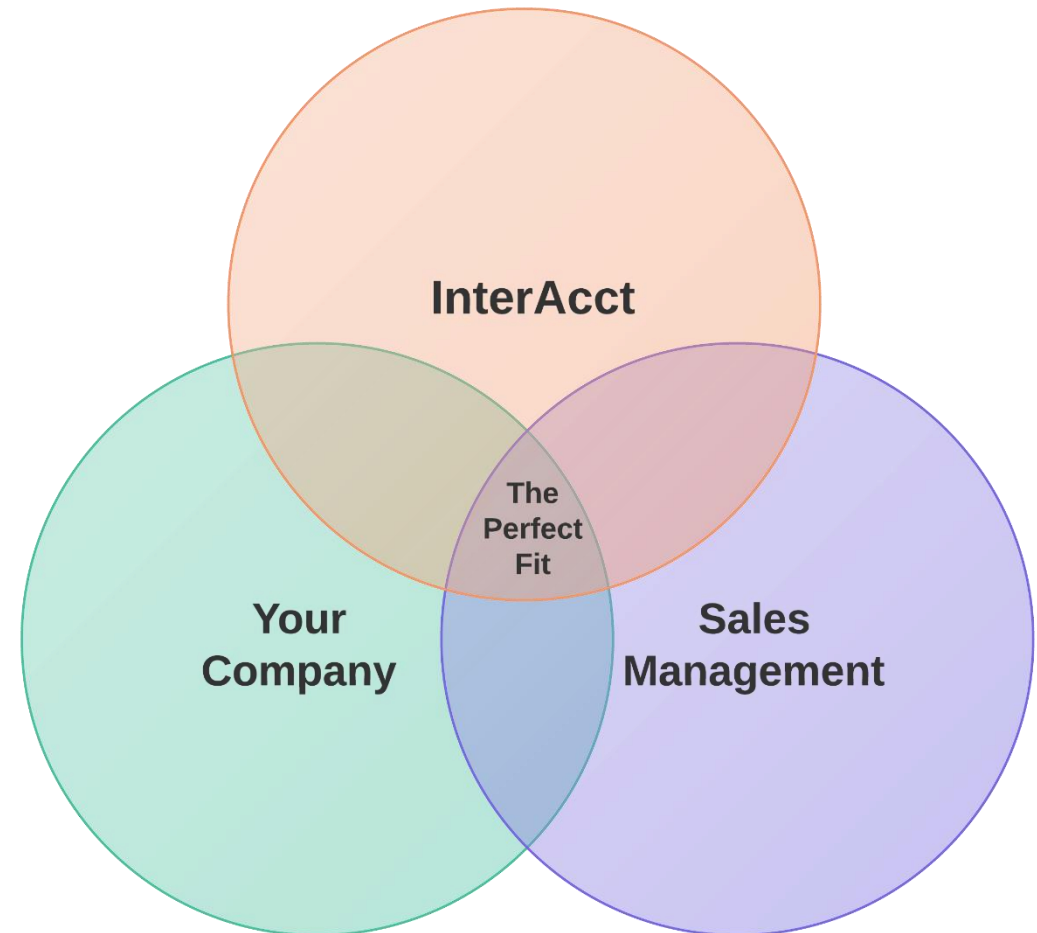 InterAcct
The
Perfect
Fit
Your
Company
Sales
Management